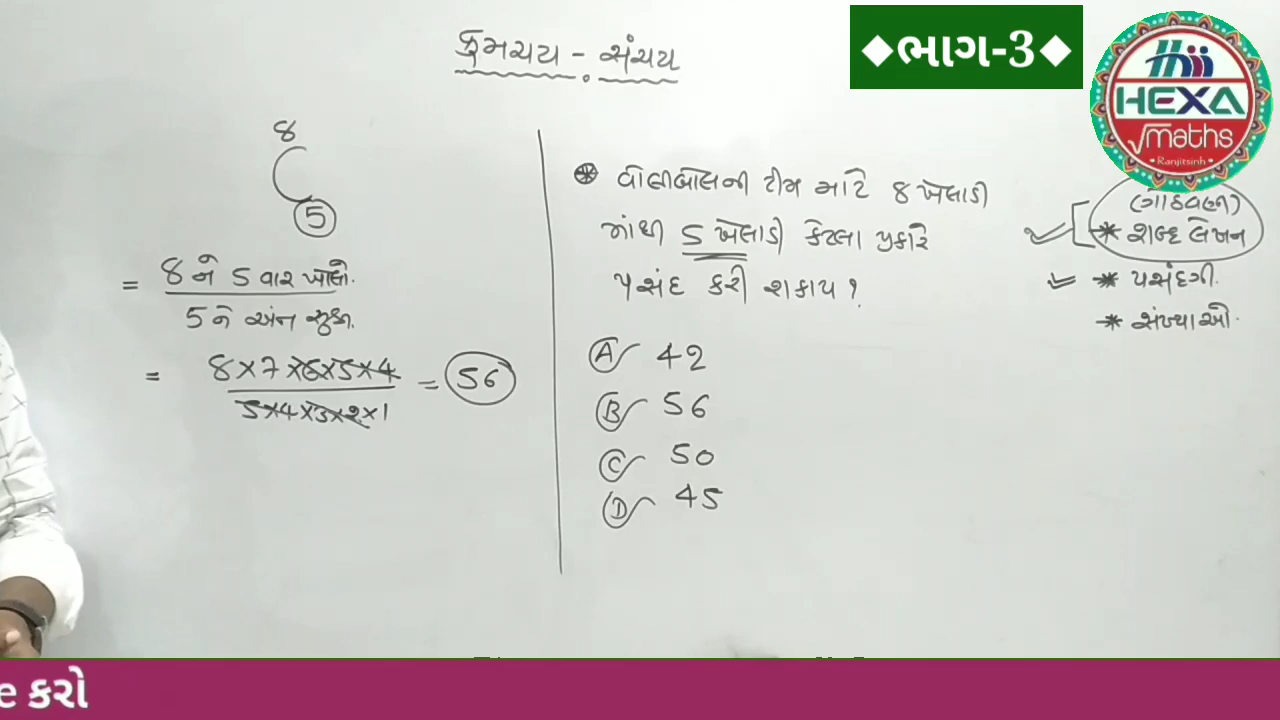 ક્રમચય - સંચય
◆ભાગ-3◆
HEXA
√maths
Ranjitsinh
8
C
5
= 8 ને 5 વાર ખોલો.
5 ને અંત સુધી.
= 8×7×6×5×4 = 56
5×4×3×2×1
વોલીબોલની ટીમ માટે 8 ખેલાડી
માંથી 5 ખેલાડી કેટલા પ્રકારે
પસંદ કરી શકાય ?
A 42
B 56
C 50
D 45
(ગોઠવણ)
* શબ્દ લેખન
* પસંદગી.
* સંખ્યાઓ.
e કરો